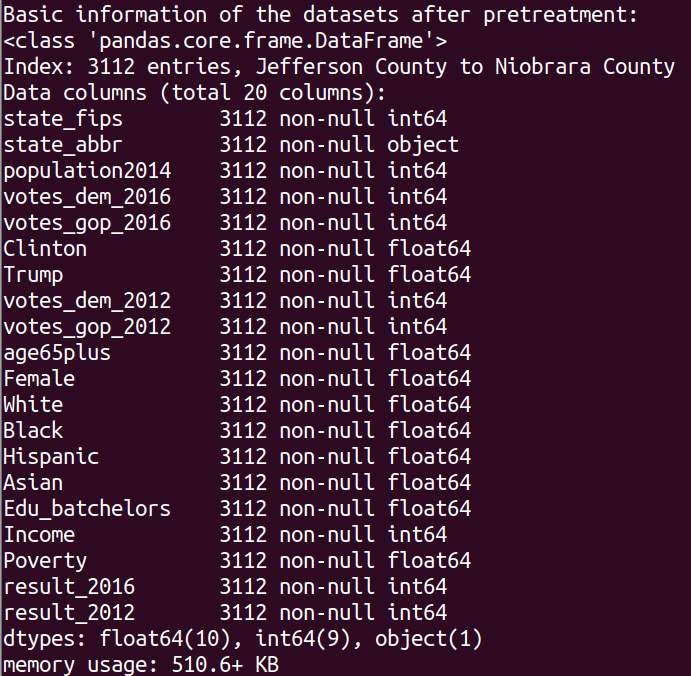 Basic information of the datasets after pretreatment:
<class 'pandas.core.frame.DataFrame'>
Index: 3112 entries, Jefferson County to Niobrara County
Data columns (total 20 columns):
state_fips        3112 non-null int64
state_abbr        3112 non-null object
population2014    3112 non-null int64
votes_dem_2016    3112 non-null int64
votes_gop_2016    3112 non-null int64
Clinton           3112 non-null float64
Trump             3112 non-null float64
votes_dem_2012    3112 non-null int64
votes_gop_2012    3112 non-null int64
age65plus         3112 non-null float64
Female            3112 non-null float64
White             3112 non-null float64
Black             3112 non-null float64
Hispanic          3112 non-null float64
Asian             3112 non-null float64
Edu_batchelors    3112 non-null float64
Income            3112 non-null int64
Poverty           3112 non-null float64
result_2016       3112 non-null int64
result_2012       3112 non-null int64
dtypes: float64(10), int64(9), object(1)
memory usage: 510.6+ KB